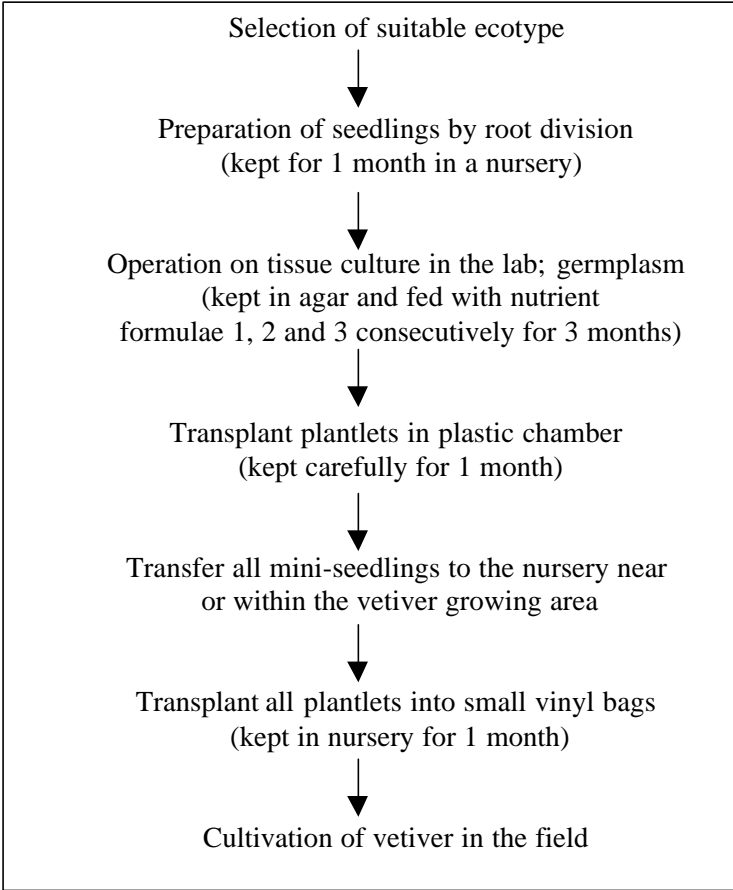 Selection of suitable ecotype
Preparation of seedlings by root division
(kept for 1 month in a nursery)
Operation on tissue culture in the lab; germplasm
(kept in agar and fed with nutrient
formulae 1, 2 and 3 consecutively for 3 months)
Transplant plantlets in plastic chamber
(kept carefully for 1 month)
Transfer all mini-seedlings to the nursery near
or within the vetiver growing area
Transplant all plantlets into small vinyl bags
(kept in nursery for 1 month)
Cultivation of vetiver in the field